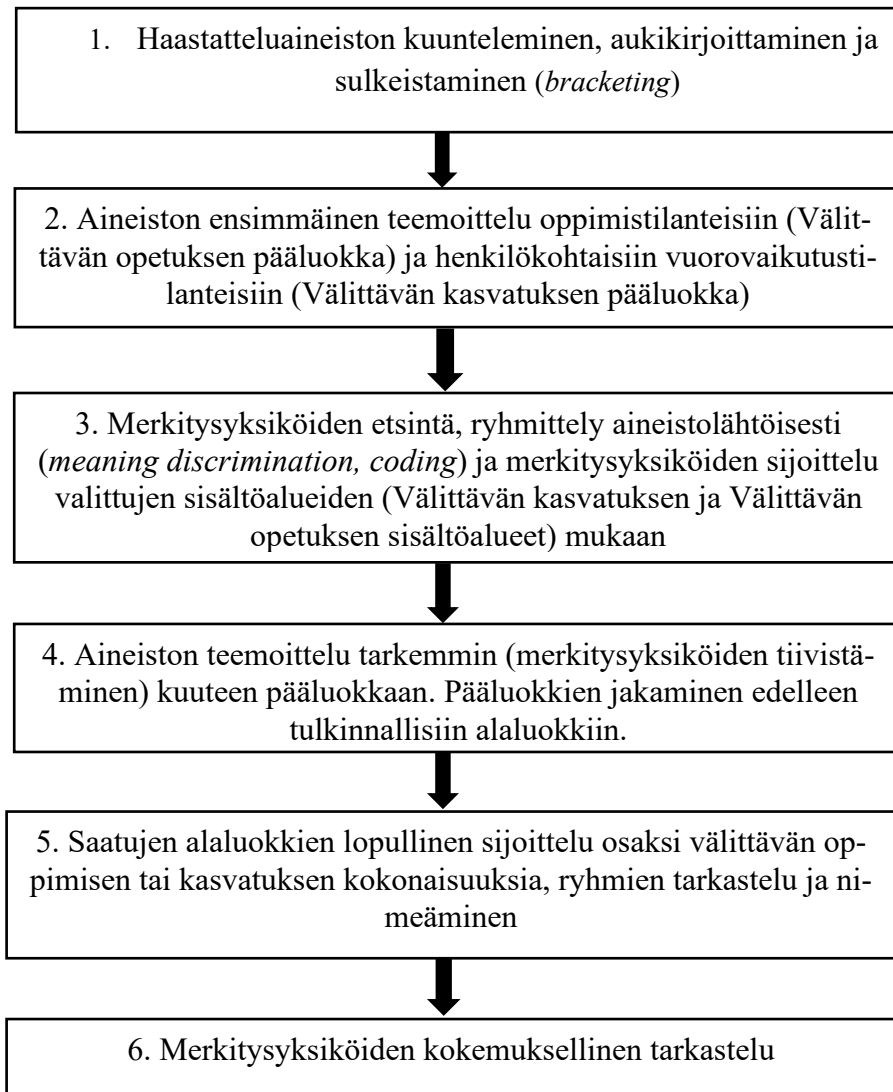 1. Haastatteluaineiston kuunteleminen, aukikirjoittaminen ja
sulkeistaminen (bracketing)
2. Aineiston ensimmäinen teemoittelu oppimistilanteisiin (Välit-
tävän opetuksen pääluokka) ja henkilökohtaisiin vuorovaikutusti-
lanteisiin (Välittävän kasvatuksen pääluokka)
3. Merkitysyksiköiden etsintä, ryhmittely aineistolähtöisesti
(meaning discrimination, coding) ja merkitysyksiköiden sijoittelu
valittujen sisältöalueiden (Välittävän kasvatuksen ja Välittävän
opetuksen sisältöalueet) mukaan
4. Aineiston teemoittelu tarkemmin (merkitysyksiköiden tiivistä-
minen) kuuteen pääluokkaan. Pääluokkien jakaminen edelleen
tulkinnallisiin alaluokkiin.
5. Saatujen alaluokkien lopullinen sijoittelu osaksi välittävän op-
pimisen tai kasvatuksen kokonaisuuksia, ryhmien tarkastelu ja ni-
meäminen
6. Merkitysyksiköiden kokemuksellinen tarkastelu